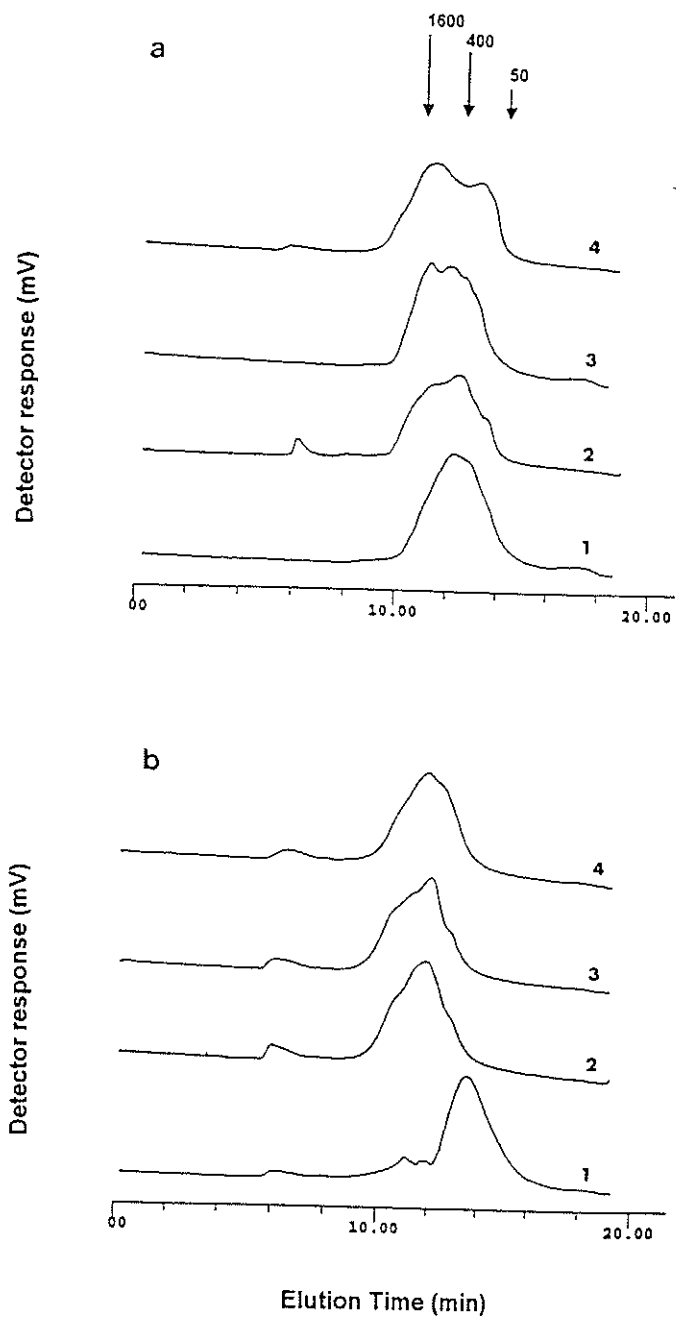 a
1600
400
50
Detector response (mV)
4
3
2
1
00 10.00 20.00
b
Detector response (mV)
4
3
2
1
00 10.00 20.00
Elution Time (min)